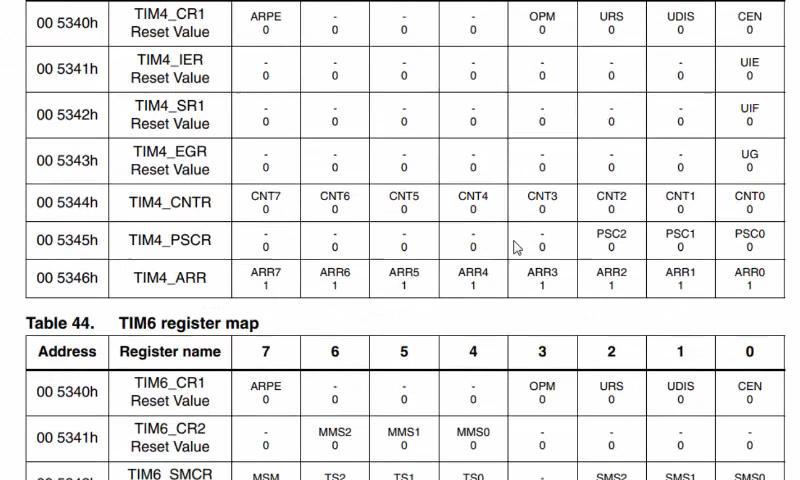 00 5340h TIM4_CR1 ARPE - - - OPM URS UDIS CEN
Reset Value 0 0 0 0 0 0 0 0
00 5341h TIM4_IER - - - - - - - UIE
Reset Value 0 0 0 0 0 0 0 0
00 5342h TIM4_SR1 - - - - - - - UIF
Reset Value 0 0 0 0 0 0 0 0
00 5343h TIM4_EGR - - - - - - - UG
Reset Value 0 0 0 0 0 0 0 0
00 5344h TIM4_CNTR CNT7 CNT6 CNT5 CNT4 CNT3 CNT2 CNT1 CNT0
0 0 0 0 0 0 0 0
00 5345h TIM4_PSCR - - - - - PSC2 PSC1 PSC0
0 0 0 0 0 0 0 0
00 5346h TIM4_ARR ARR7 ARR6 ARR5 ARR4 ARR3 ARR2 ARR1 ARR0
1 1 1 1 1 1 1 1
Table 44. TIM6 register map
Address Register name 7 6 5 4 3 2 1 0
00 5340h TIM6_CR1 ARPE - - - OPM URS UDIS CEN
Reset Value 0 0 0 0 0 0 0 0
00 5341h TIM6_CR2 - MMS2 MMS1 MMS0 - - - -
Reset Value 0 0 0 0 0 0 0 0
TIM6_SMCR MSM TS2 TS1 TS0 - SMS2 SMS1 SMS0